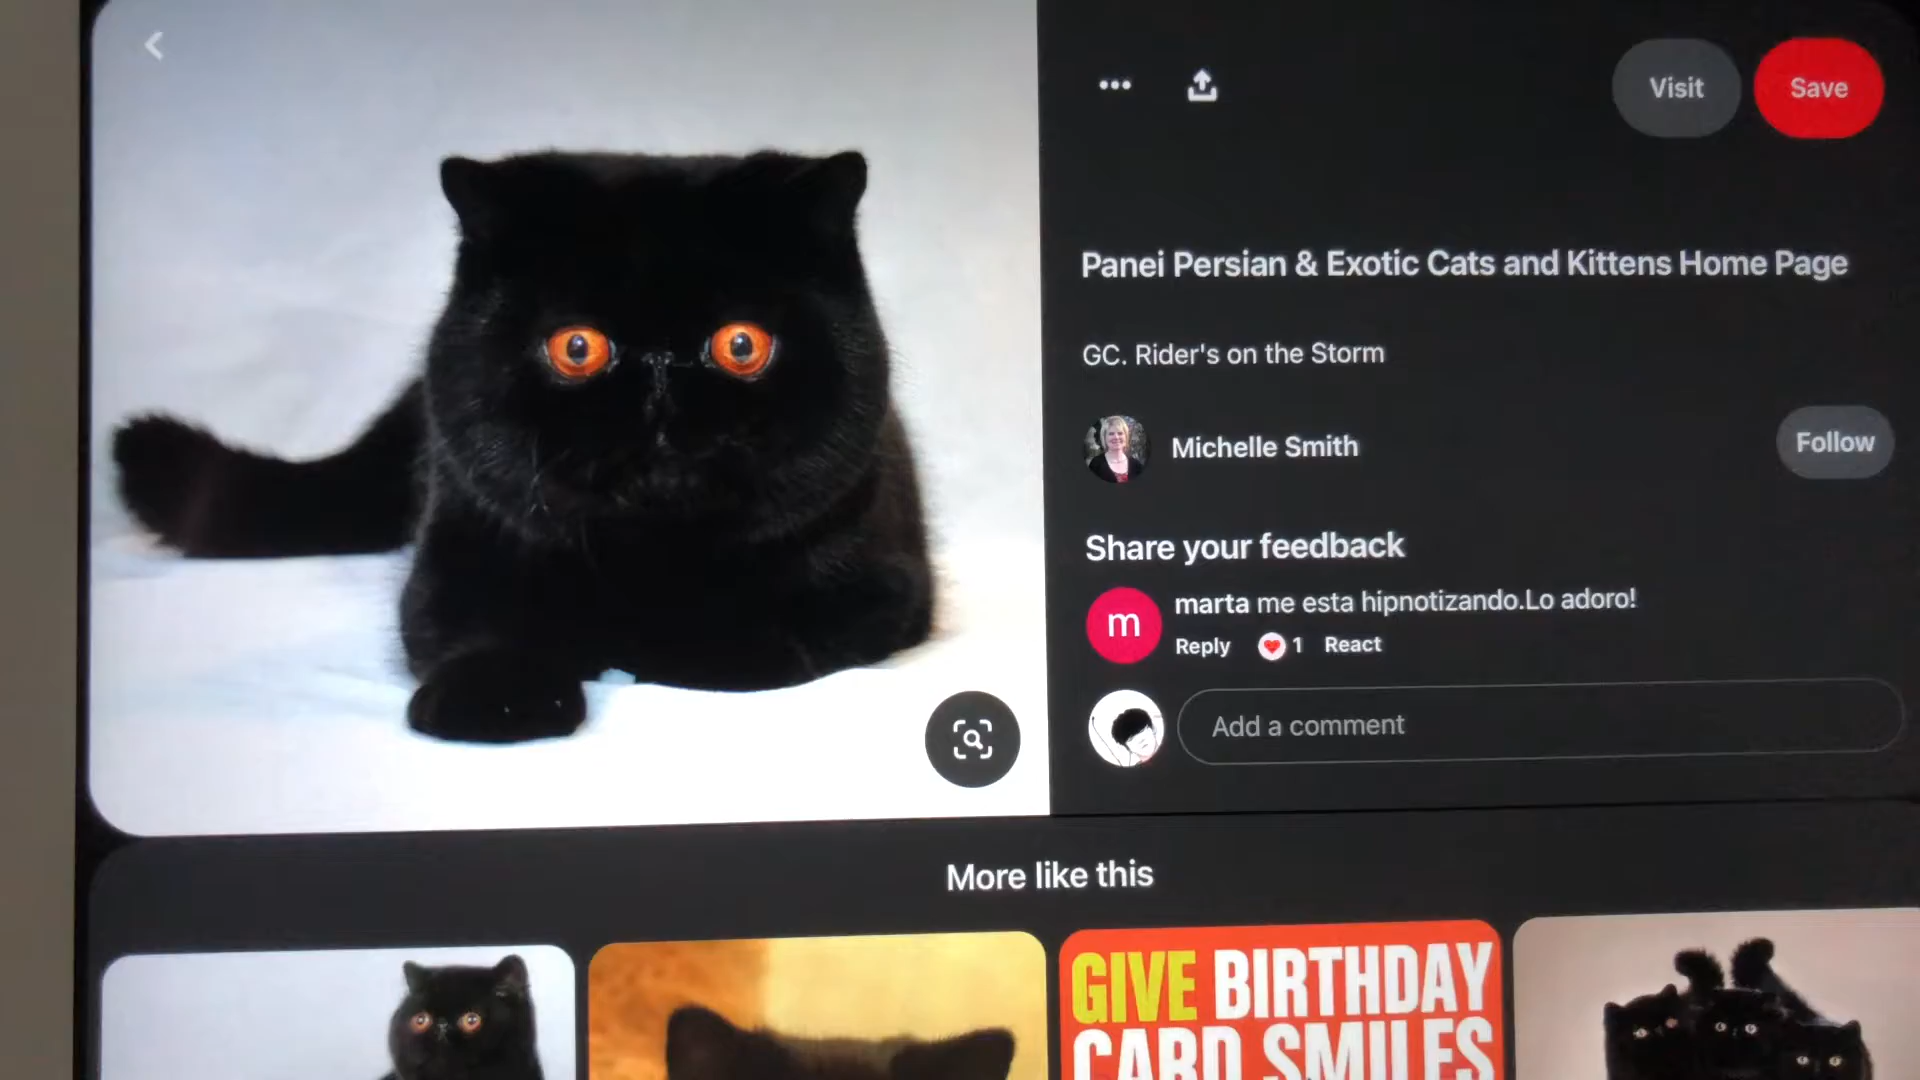 Visit
Save
Panei Persian & Exotic Cats and Kittens Home Page
GC. Rider's on the Storm
Michelle Smith
Follow
Share your feedback
m
marta me esta hipnotizando.Lo adoro!
Reply 1 React
Add a comment
More like this
GIVE BIRTHDAY
CARD SMILES